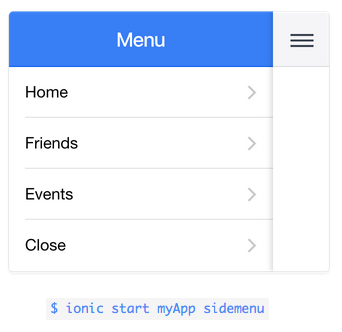 Menu
Home
Friends
Events
Close
$ ionic start myApp sidemenu